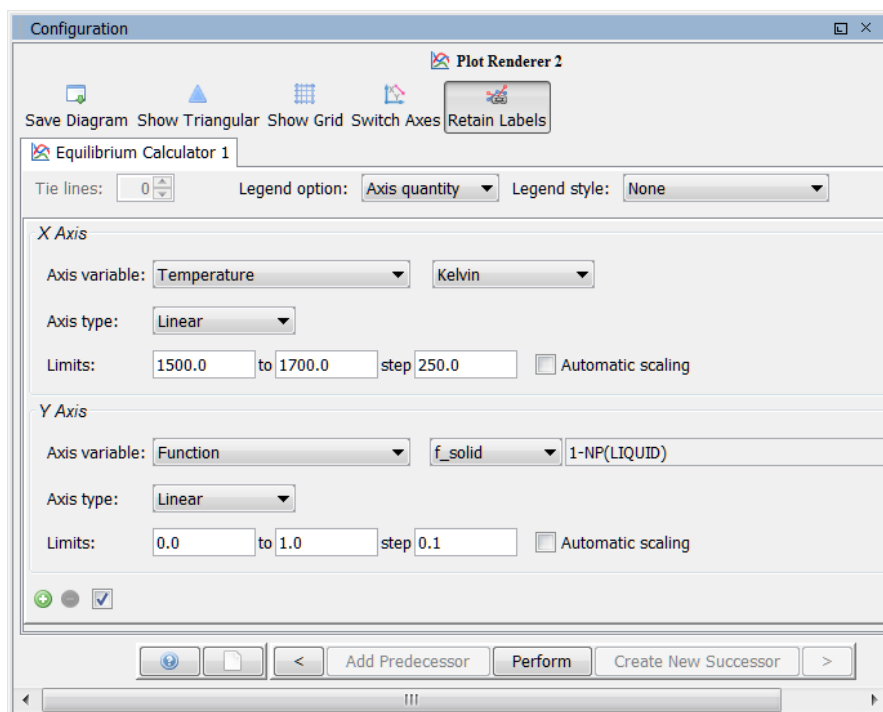 Configuration
Plot Renderer 2
Save Diagram Show Triangular Show Grid Switch Axes Retain Labels
Equilibrium Calculator 1
Tie lines: 0 Legend option: Axis quantity Legend style: None
X Axis
Axis variable: Temperature Kelvin
Axis type: Linear
Limits: 1500.0 to 1700.0 step 250.0 Automatic scaling
Y Axis
Axis variable: Function f_solid 1-NP(LIQUID)
Axis type: Linear
Limits: 0.0 to 1.0 step 0.1 Automatic scaling
< Add Predecessor Perform Create New Successor >